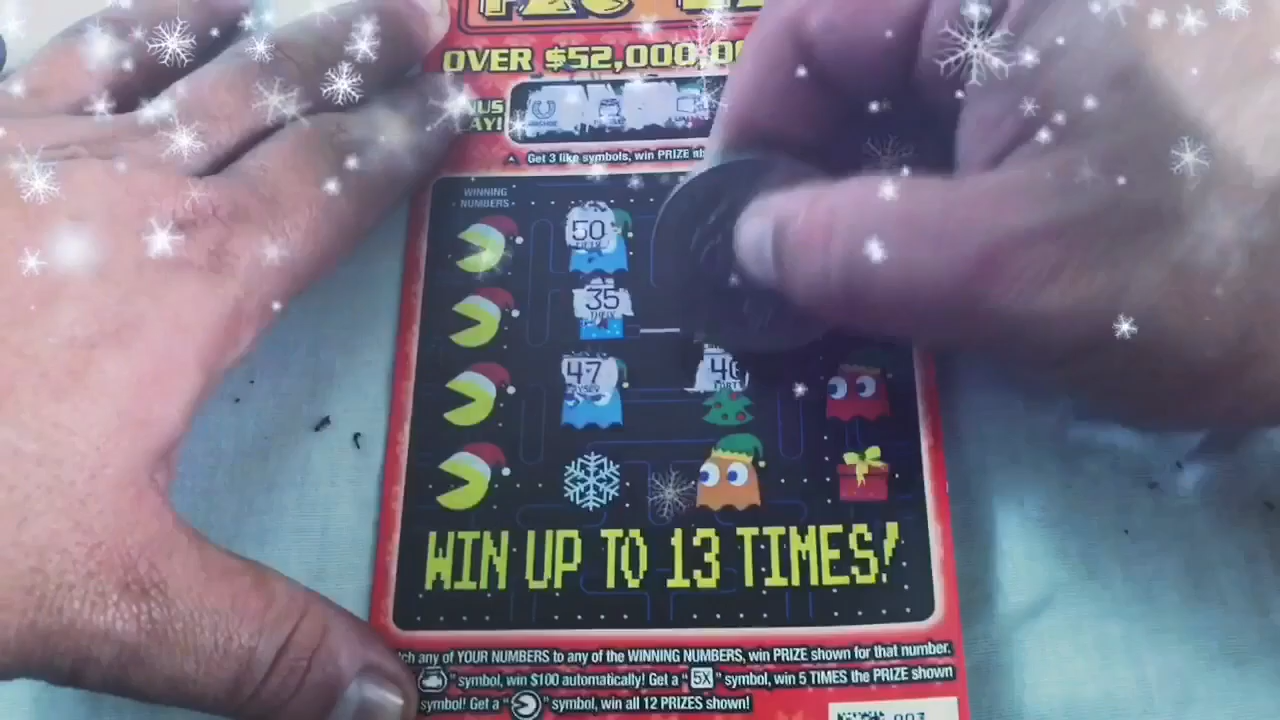 OVER $52,000,00
Get 3 like symbols, win PRIZE
WINNING
NUMBERS
50
35
47
WIN UP TO 13 TIMES!
any of YOUR NUMBERS to any of the WINNING NUMBERS, win PRIZE shown for that number.
" symbol, win $100 automatically! Get a "5X" symbol, win 5 TIMES the PRIZE shown
symbol! Get a " " symbol, win all 12 PRIZES shown!
003